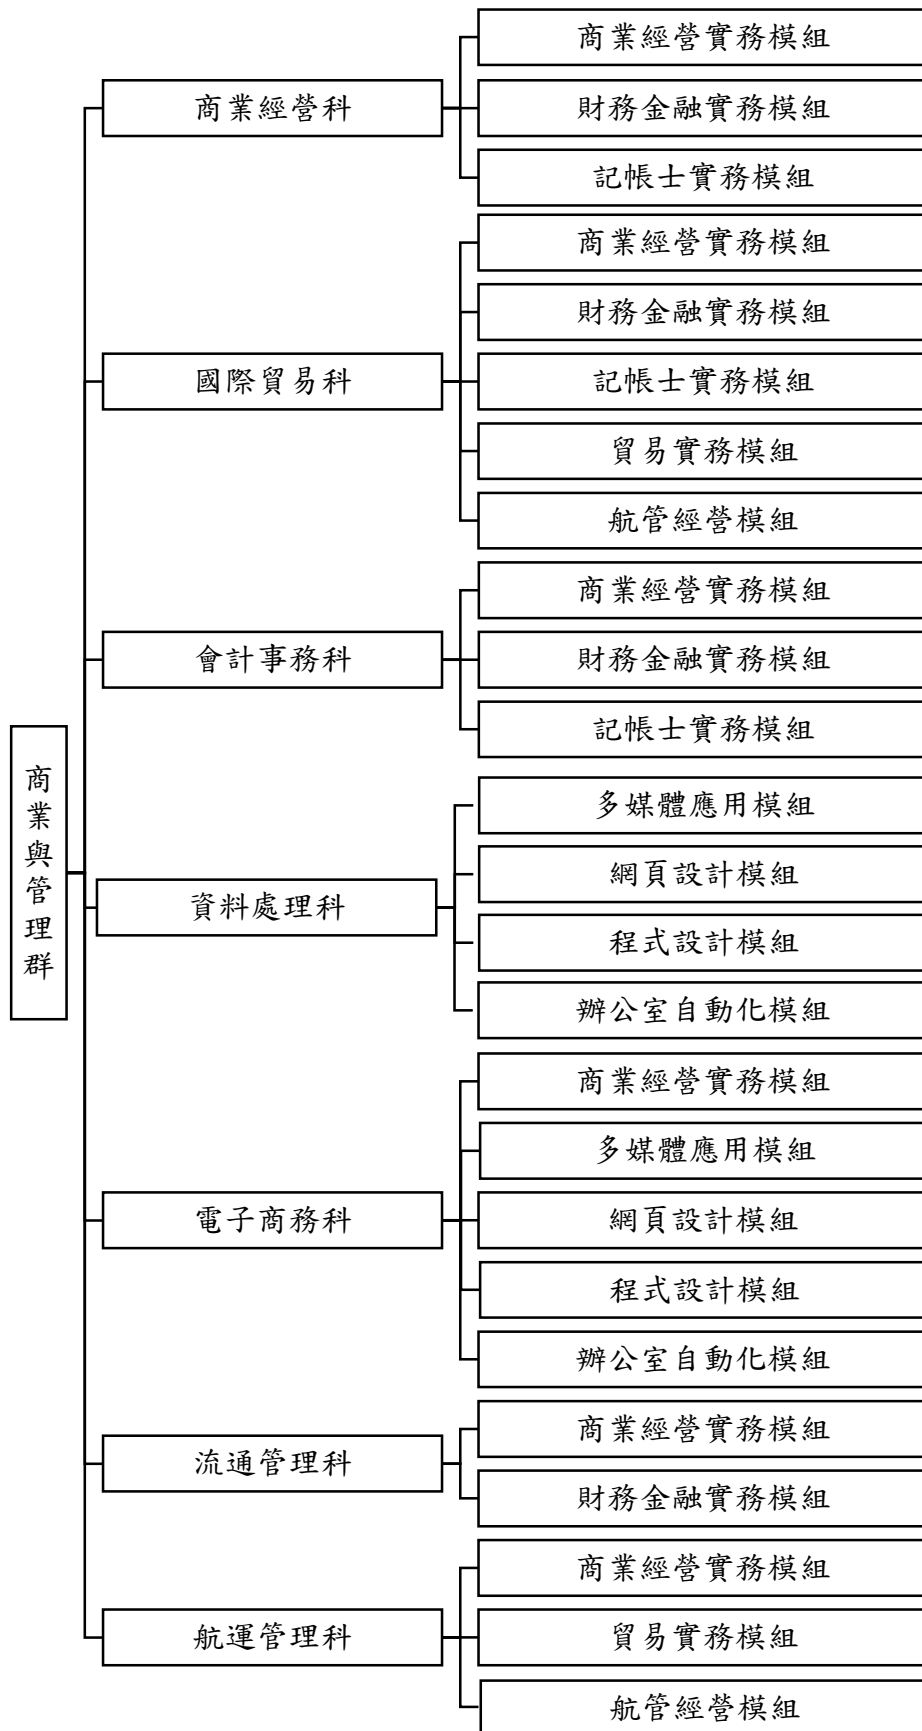 商業與管理群
商業經營科
商業經營實務模組
財務金融實務模組
記帳士實務模組
國際貿易科
商業經營實務模組
財務金融實務模組
記帳士實務模組
貿易實務模組
航管經營模組
會計事務科
商業經營實務模組
財務金融實務模組
記帳士實務模組
資料處理科
多媒體應用模組
網頁設計模組
程式設計模組
辦公室自動化模組
電子商務科
商業經營實務模組
多媒體應用模組
網頁設計模組
程式設計模組
辦公室自動化模組
流通管理科
商業經營實務模組
財務金融實務模組
航運管理科
商業經營實務模組
貿易實務模組
航管經營模組